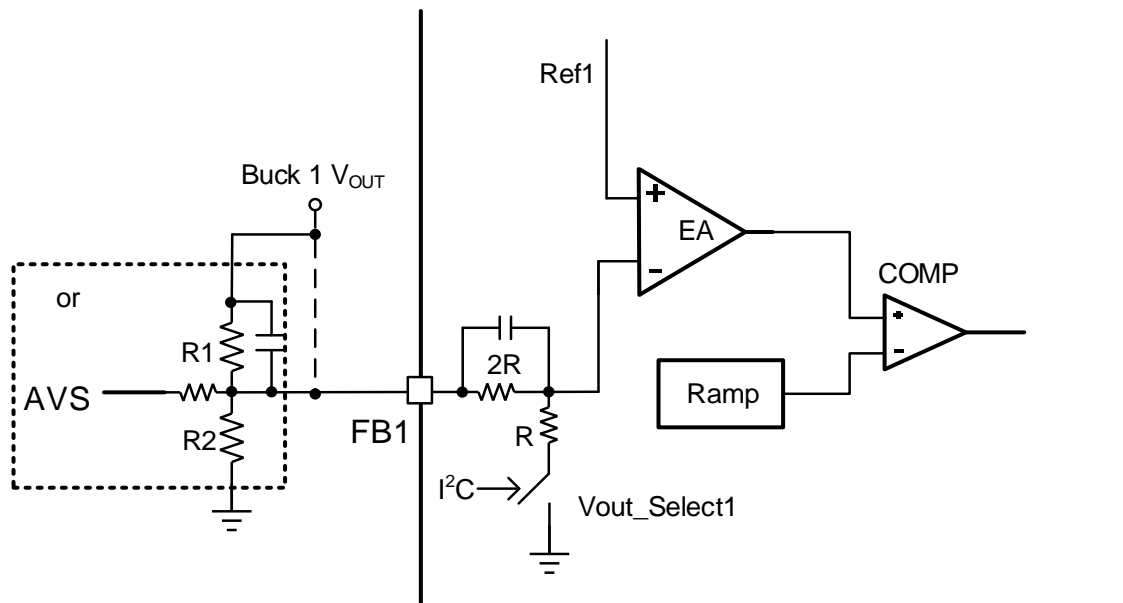 Ref1
Buck 1 VOUT
+
EA
-
COMP
or
+
R1
-
2R
Ramp
AVS
FB1
R2
R
I²C
Vout_Select1